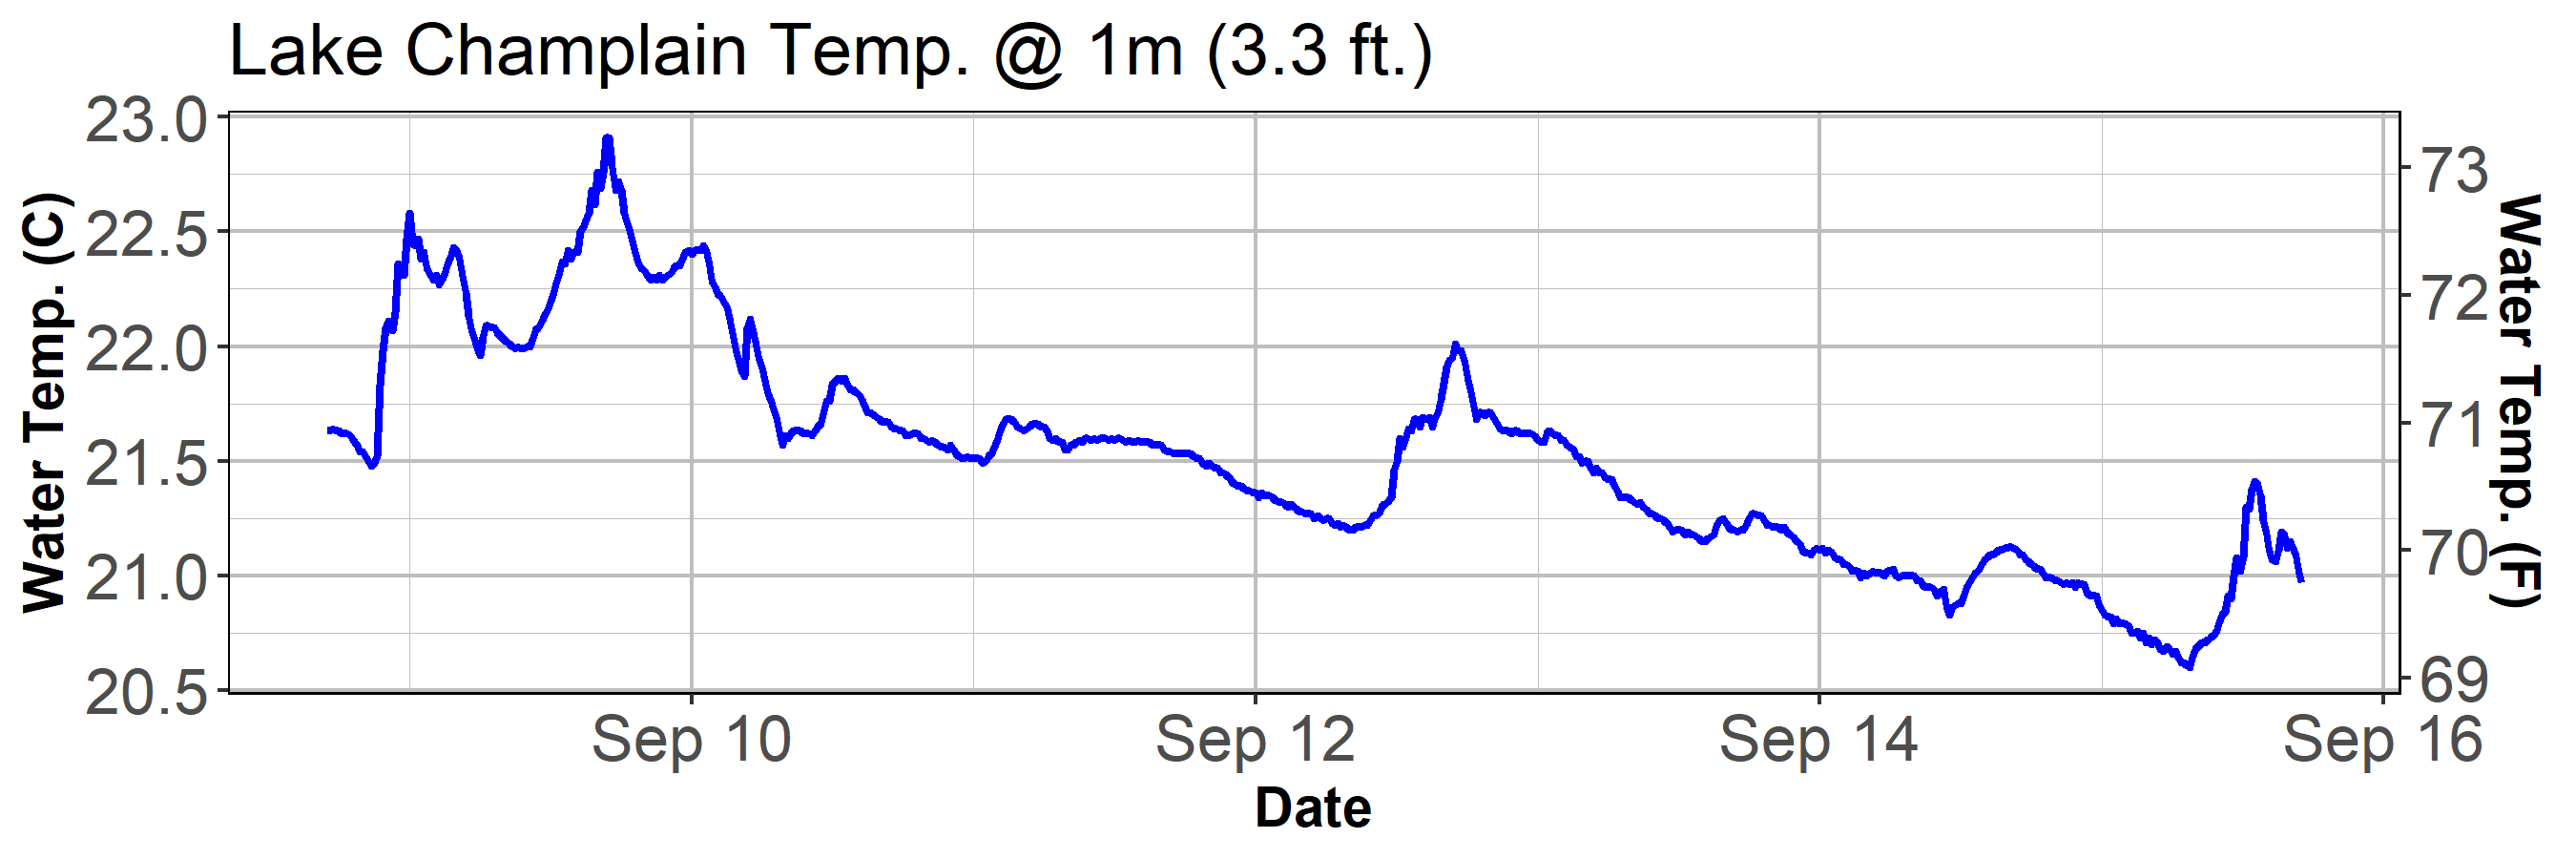 Lake Champlain Temp. @ 1m (3.3 ft.)
Water Temp. (C)
23.0
22.5
22.0
21.5
21.0
20.5
73
72
71
70
69
Water Temp. (F)
Sep 10 Sep 12 Sep 14 Sep 16
Date